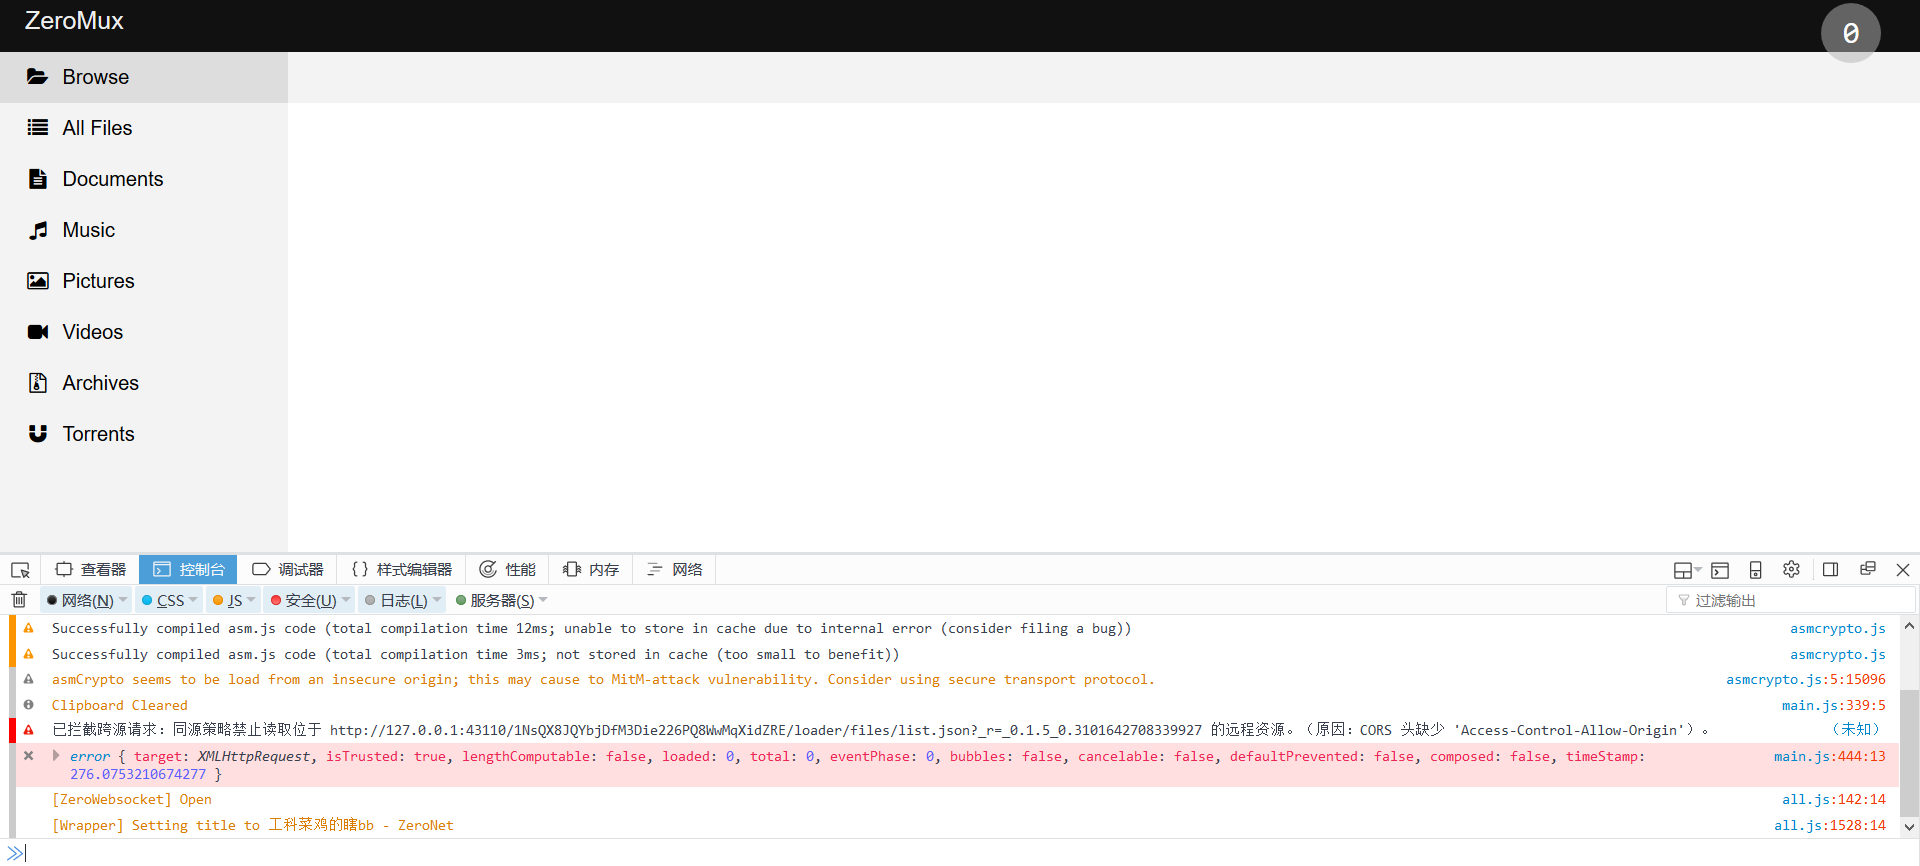 ZeroMux
0
Browse
All Files
Documents
Music
Pictures
Videos
Archives
Torrents
查看器 控制台 调试器 {} 样式编辑器 性能 内存 网络
网络(N) CSS JS 安全(U) 日志(L) 服务器(S) 过滤输出
Successfully compiled asm.js code (total compilation time 12ms; unable to store in cache due to internal error (consider filing a bug)) asmcrypto.js
Successfully compiled asm.js code (total compilation time 3ms; not stored in cache (too small to benefit)) asmcrypto.js
asmCrypto seems to be load from an insecure origin; this may cause to MitM-attack vulnerability. Consider using secure transport protocol. asmcrypto.js:5:15096
Clipboard Cleared main.js:339:5
已拦截跨源请求：同源策略禁止读取位于 http://127.0.0.1:43110/1NsQX8JQYbjDfM3Die226PQ8WwMqXidZRE/loader/files/list.json?_r=_0.1.5_0.3101642708339927 的远程资源。（原因：CORS 头缺少 'Access-Control-Allow-Origin'）。 （未知）
error { target: XMLHttpRequest, isTrusted: true, lengthComputable: false, loaded: 0, total: 0, eventPhase: 0, bubbles: false, cancelable: false, defaultPrevented: false, composed: false, timeStamp: main.js:444:13
276.0753210674277 }
[ZeroWebsocket] Open all.js:142:14
[Wrapper] Setting title to 工科菜鸡的瞎bb - ZeroNet all.js:1528:14